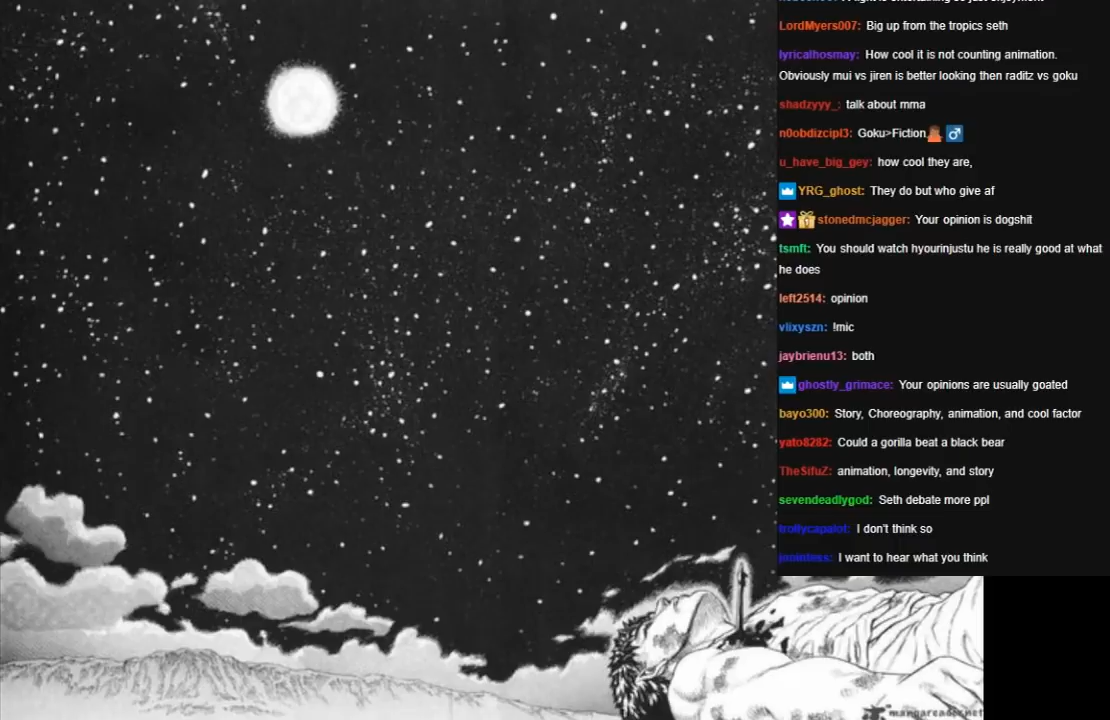 LordMyers007: Big up from the tropics seth
lyricalhosmay: How cool it is not counting animation.
Obviously mui vs jiren is better looking then raditz vs goku
shadzyyy_: talk about mma
n0obdizcipl3: Goku>Fiction
u_have_big_gey: how cool they are,
YRG_ghost: They do but who give af
stonedmcjagger: Your opinion is dogshit
tsmft: You should watch hyourinjustu he is really good at what
he does
left2514: opinion
vlixyszn: !mic
jaybrienu13: both
ghostly_grimace: Your opinions are usually goated
bayo300: Story, Choreography, animation, and cool factor
yato8282: Could a gorilla beat a black bear
TheSifuZ: animation, longevity, and story
sevendeadlygod: Seth debate more ppl
trollycapalot: I don't think so
I want to hear what you think
mangareader.net